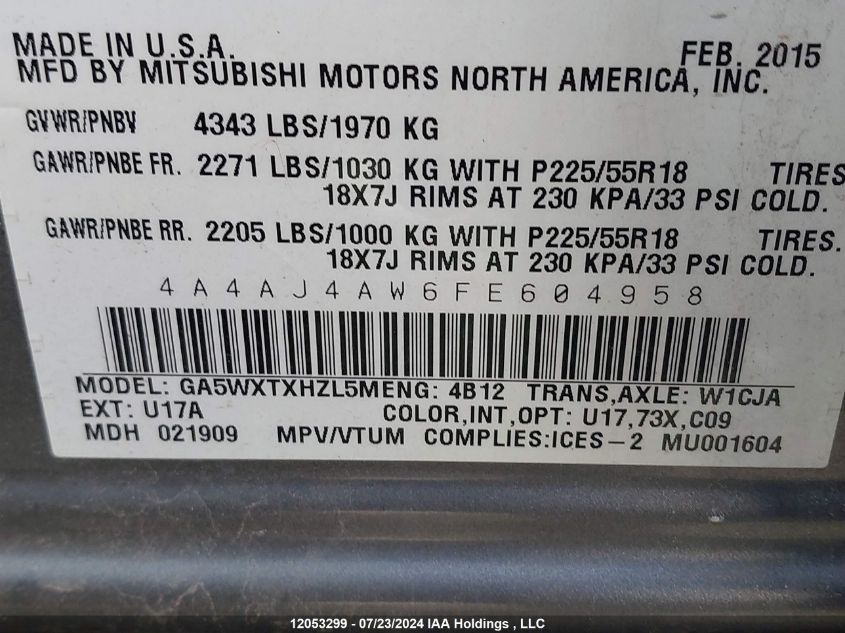 MADE IN U.S.A. FEB. 2015
MFD BY MITSUBISHI MOTORS NORTH AMERICA, INC.
GVWR/PNBV 4343 LBS/1970 KG
GAWR/PNBE FR. 2271 LBS/1030 KG WITH P225/55R18 TIRES
18X7J RIMS AT 230 KPA/33 PSI COLD.
GAWR/PNBE RR. 2205 LBS/1000 KG WITH P225/55R18 TIRES.
18X7J RIMS AT 230 KPA/33 PSI COLD.
4A4AJ4AW6FE604958
MODEL: GA5WXTXHZL5MENG: 4B12 TRANS,AXLE: W1CJA
EXT: U17A COLOR,INT,OPT: U17,73X,C09
MDH 021909 MPV/VTUM COMPLIES:ICES-2 MU001604
12053299 - 07/23/2024 IAA Holdings , LLC